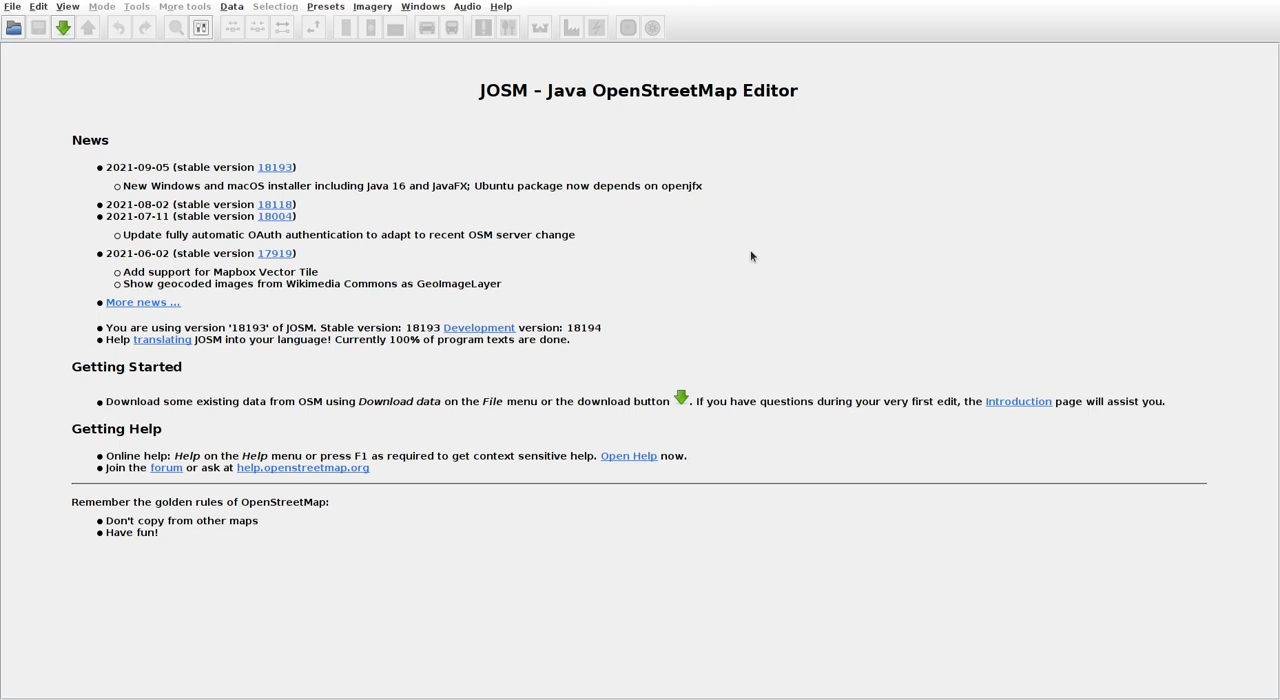 File Edit View Mode Tools More tools Data Selection Presets Imagery Windows Audio Help
JOSM – Java OpenStreetMap Editor
News
2021-09-05 (stable version 18193)
New Windows and macOS installer including Java 16 and JavaFX; Ubuntu package now depends on openjfx
2021-08-02 (stable version 18118)
2021-07-11 (stable version 18004)
Update fully automatic OAuth authentication to adapt to recent OSM server change
2021-06-02 (stable version 17919)
Add support for Mapbox Vector Tile
Show geocoded images from Wikimedia Commons as GeoImageLayer
More news ...
You are using version '18193' of JOSM. Stable version: 18193 Development version: 18194
Help translating JOSM into your language! Currently 100% of program texts are done.
Getting Started
Download some existing data from OSM using Download data on the File menu or the download button . If you have questions during your very first edit, the Introduction page will assist you.
Getting Help
Online help: Help on the Help menu or press F1 as required to get context sensitive help. Open Help now.
Join the forum or ask at help.openstreetmap.org
Remember the golden rules of OpenStreetMap:
Don't copy from other maps
Have fun!